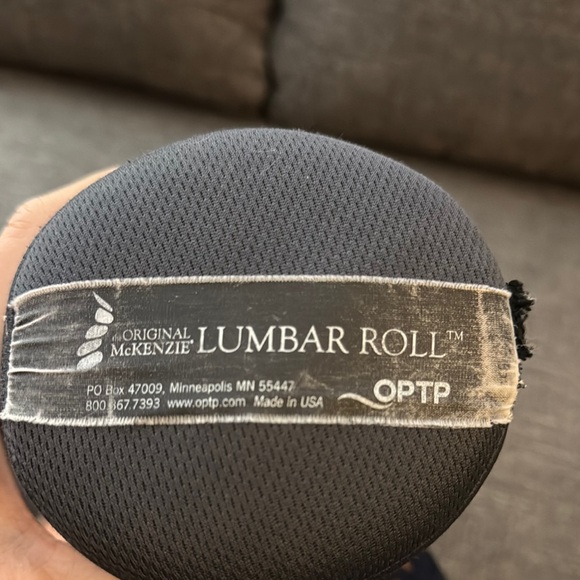 the ORIGINAL
McKENZIE® LUMBAR ROLL™
PO Box 47009, Minneapolis MN 55447
800 367.7393 www.optp.com Made in USA
OPTP